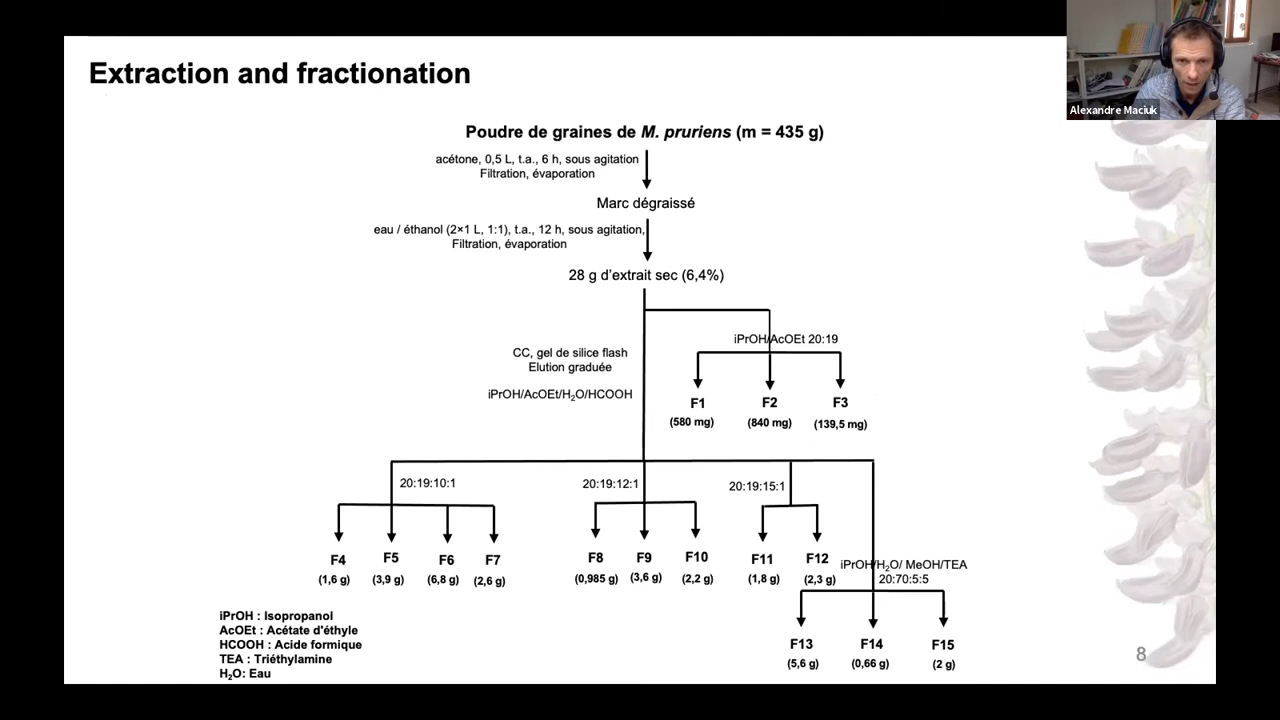 Alexandre Maciuk
Extraction and fractionation
Poudre de graines de M. pruriens (m = 435 g)
acétone, 0,5 L, t.a., 6 h, sous agitation
Filtration, évaporation
Marc dégraissé
eau / éthanol (2×1 L, 1:1), t.a., 12 h, sous agitation,
Filtration, évaporation
28 g d'extrait sec (6,4%)
iPrOH/AcOEt 20:19
CC, gel de silice flash
Elution graduée
iPrOH/AcOEt/H₂O/HCOOH
F1 F2 F3
(580 mg) (840 mg) (139,5 mg)
20:19:10:1 20:19:12:1 20:19:15:1
F4 F5 F6 F7 F8 F9 F10 F11 F12
(1,6 g) (3,9 g) (6,8 g) (2,6 g) (0,985 g) (3,6 g) (2,2 g) (1,8 g) (2,3 g)
iPrOH/H₂O/ MeOH/TEA
20:70:5:5
F13 F14 F15
(5,6 g) (0,66 g) (2 g)
iPrOH : Isopropanol
AcOEt : Acétate d'éthyle
HCOOH : Acide formique
TEA : Triéthylamine
H₂O: Eau
8